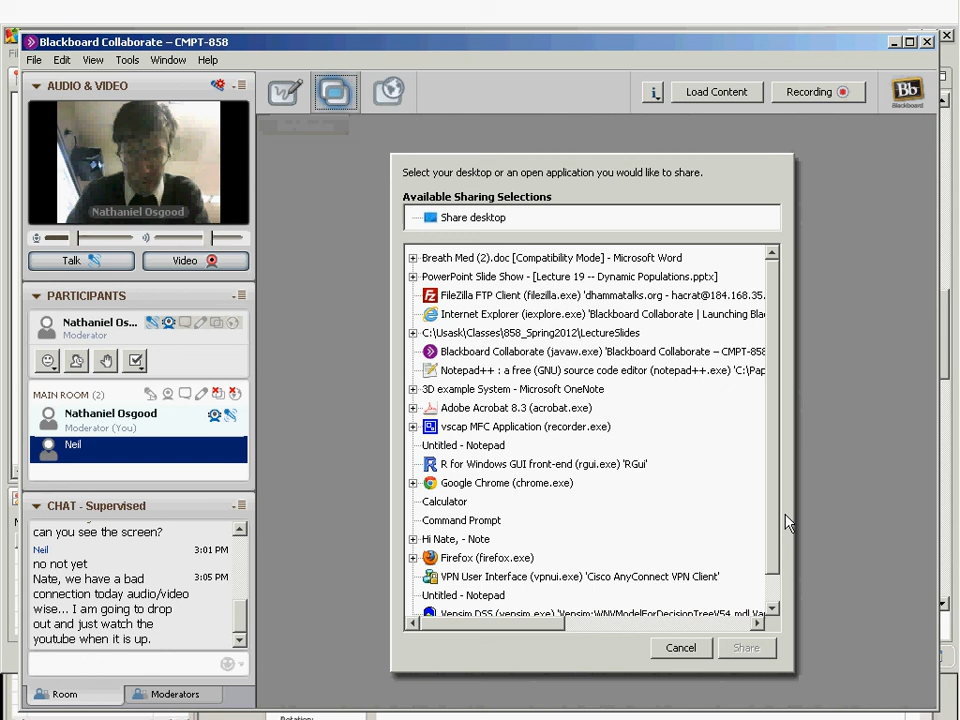 Blackboard Collaborate – CMPT-858
File Edit View Tools Window Help
AUDIO & VIDEO
Load Content
Recording
Bb
Blackboard
Nathaniel Osgood
Talk
Video
PARTICIPANTS
Nathaniel Os...
Moderator
MAIN ROOM (2)
Nathaniel Osgood
Moderator (You)
Neil
CHAT - Supervised
can you see the screen?
Neil 3:01 PM
no not yet
Nate, we have a bad 3:05 PM
connection today audio/video
wise... I am going to drop
out and just watch the
youtube when it is up.
Room
Moderators
Select your desktop or an open application you would like to share.
Available Sharing Selections
Share desktop
Breath Med (2).doc [Compatibility Mode] - Microsoft Word
PowerPoint Slide Show - [Lecture 19 -- Dynamic Populations.pptx]
FileZilla FTP Client (filezilla.exe) 'dhammatalks.org - hacrat@184.168.35.
Internet Explorer (iexplore.exe) 'Blackboard Collaborate | Launching Bla
C:\Usask\Classes\858_Spring2012\LectureSlides
Blackboard Collaborate (javaw.exe) 'Blackboard Collaborate – CMPT-858
Notepad++ : a free (GNU) source code editor (notepad++.exe) 'C:\Pap
3D example System - Microsoft OneNote
Adobe Acrobat 8.3 (acrobat.exe)
vscap MFC Application (recorder.exe)
Untitled - Notepad
R for Windows GUI front-end (rgui.exe) 'RGui'
Google Chrome (chrome.exe)
Calculator
Command Prompt
Hi Nate, - Note
Firefox (firefox.exe)
VPN User Interface (vpnui.exe) 'Cisco AnyConnect VPN Client'
Untitled - Notepad
Vensim DSS (vensim.exe) 'Vensim:WNVModelForDecisionTreeV54.mdl Va
Cancel
Share